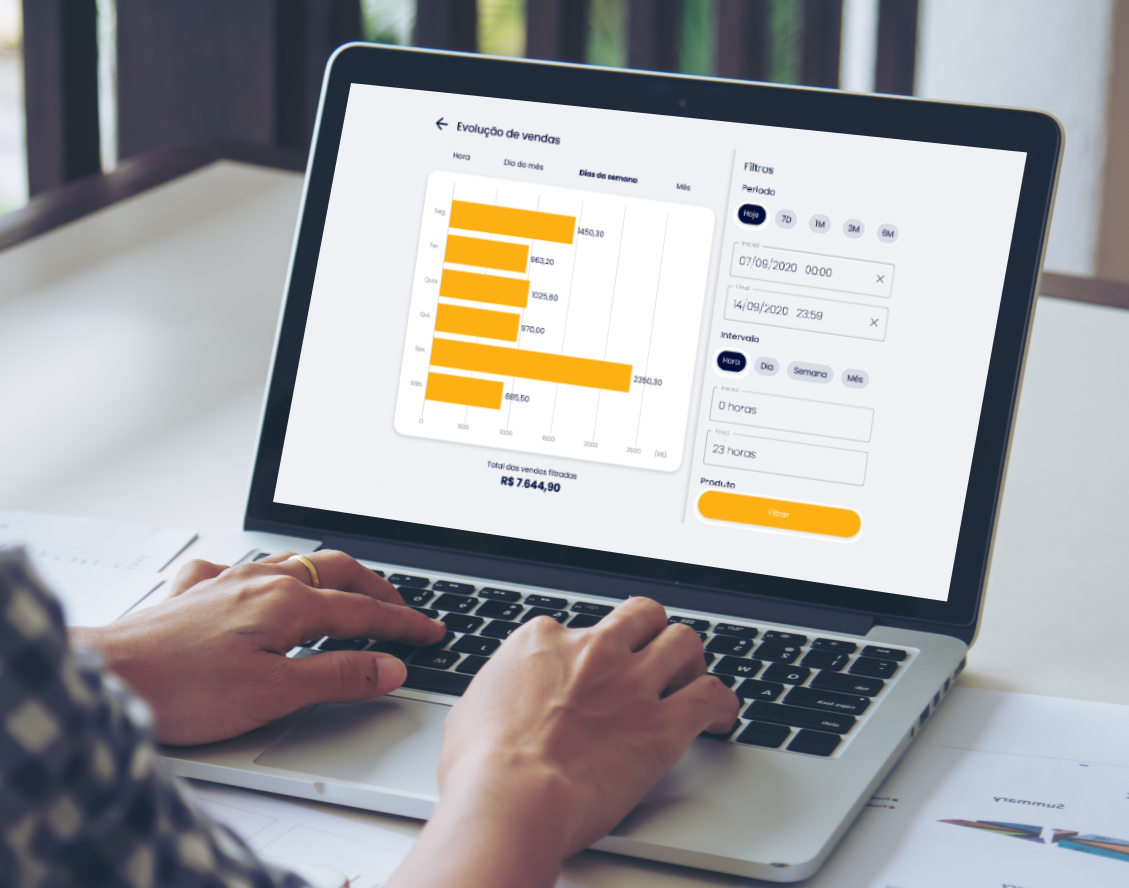 ← Evolução de vendas
Hora Dia do mês Dias da semana Mês
Seg 1450,30
Ter 963,20
Qua 1025,60
Qui 970,00
Sex 2350,30
Sáb 885,50
0 500 1000 1500 2000 2500 (R$)
Total das vendas filtradas
R$ 7.644,90
Filtros
Período
Hoje 7D 1M 3M 6M
Inicial
07/09/2020 00:00
Final
14/09/2020 23:59
Intervalo
Hora Dia Semana Mês
Inicial
0 horas
Final
23 horas
Produto
Filtrar
Summary